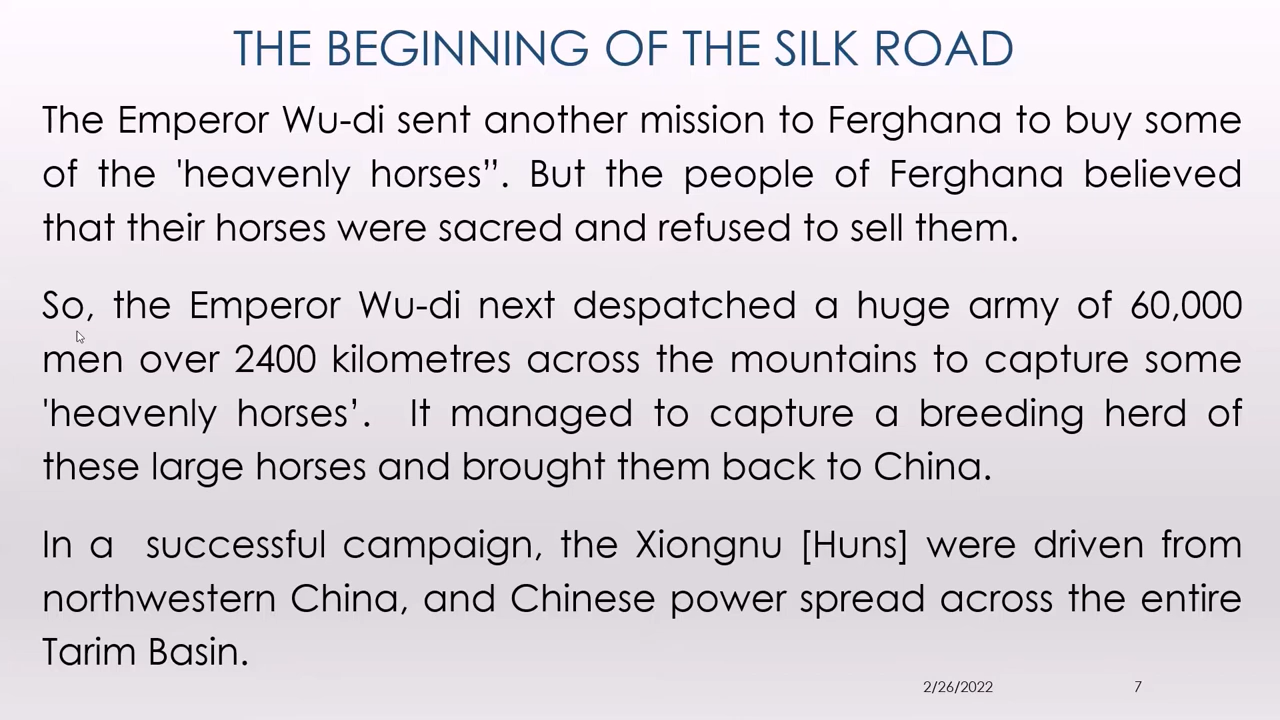 THE BEGINNING OF THE SILK ROAD
The Emperor Wu-di sent another mission to Ferghana to buy some
of the 'heavenly horses”. But the people of Ferghana believed
that their horses were sacred and refused to sell them.
So, the Emperor Wu-di next despatched a huge army of 60,000
men over 2400 kilometres across the mountains to capture some
'heavenly horses’. It managed to capture a breeding herd of
these large horses and brought them back to China.
In a successful campaign, the Xiongnu [Huns] were driven from
northwestern China, and Chinese power spread across the entire
Tarim Basin.
2/26/2022 7